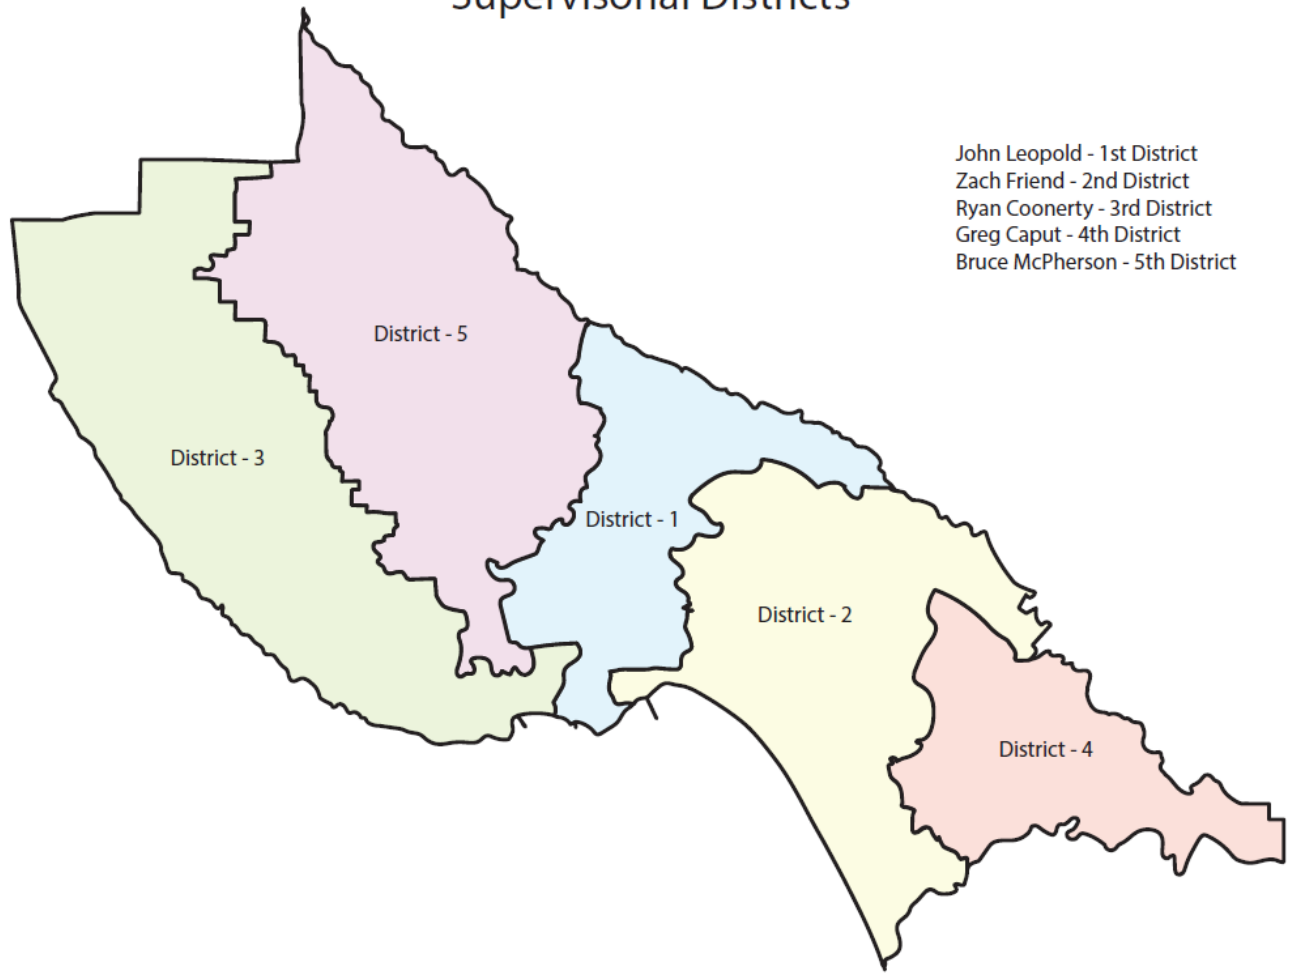 Supervisorial Districts
John Leopold - 1st District
Zach Friend - 2nd District
Ryan Coonerty - 3rd District
Greg Caput - 4th District
Bruce McPherson - 5th District
District - 5
District - 3
District - 1
District - 2
District - 4